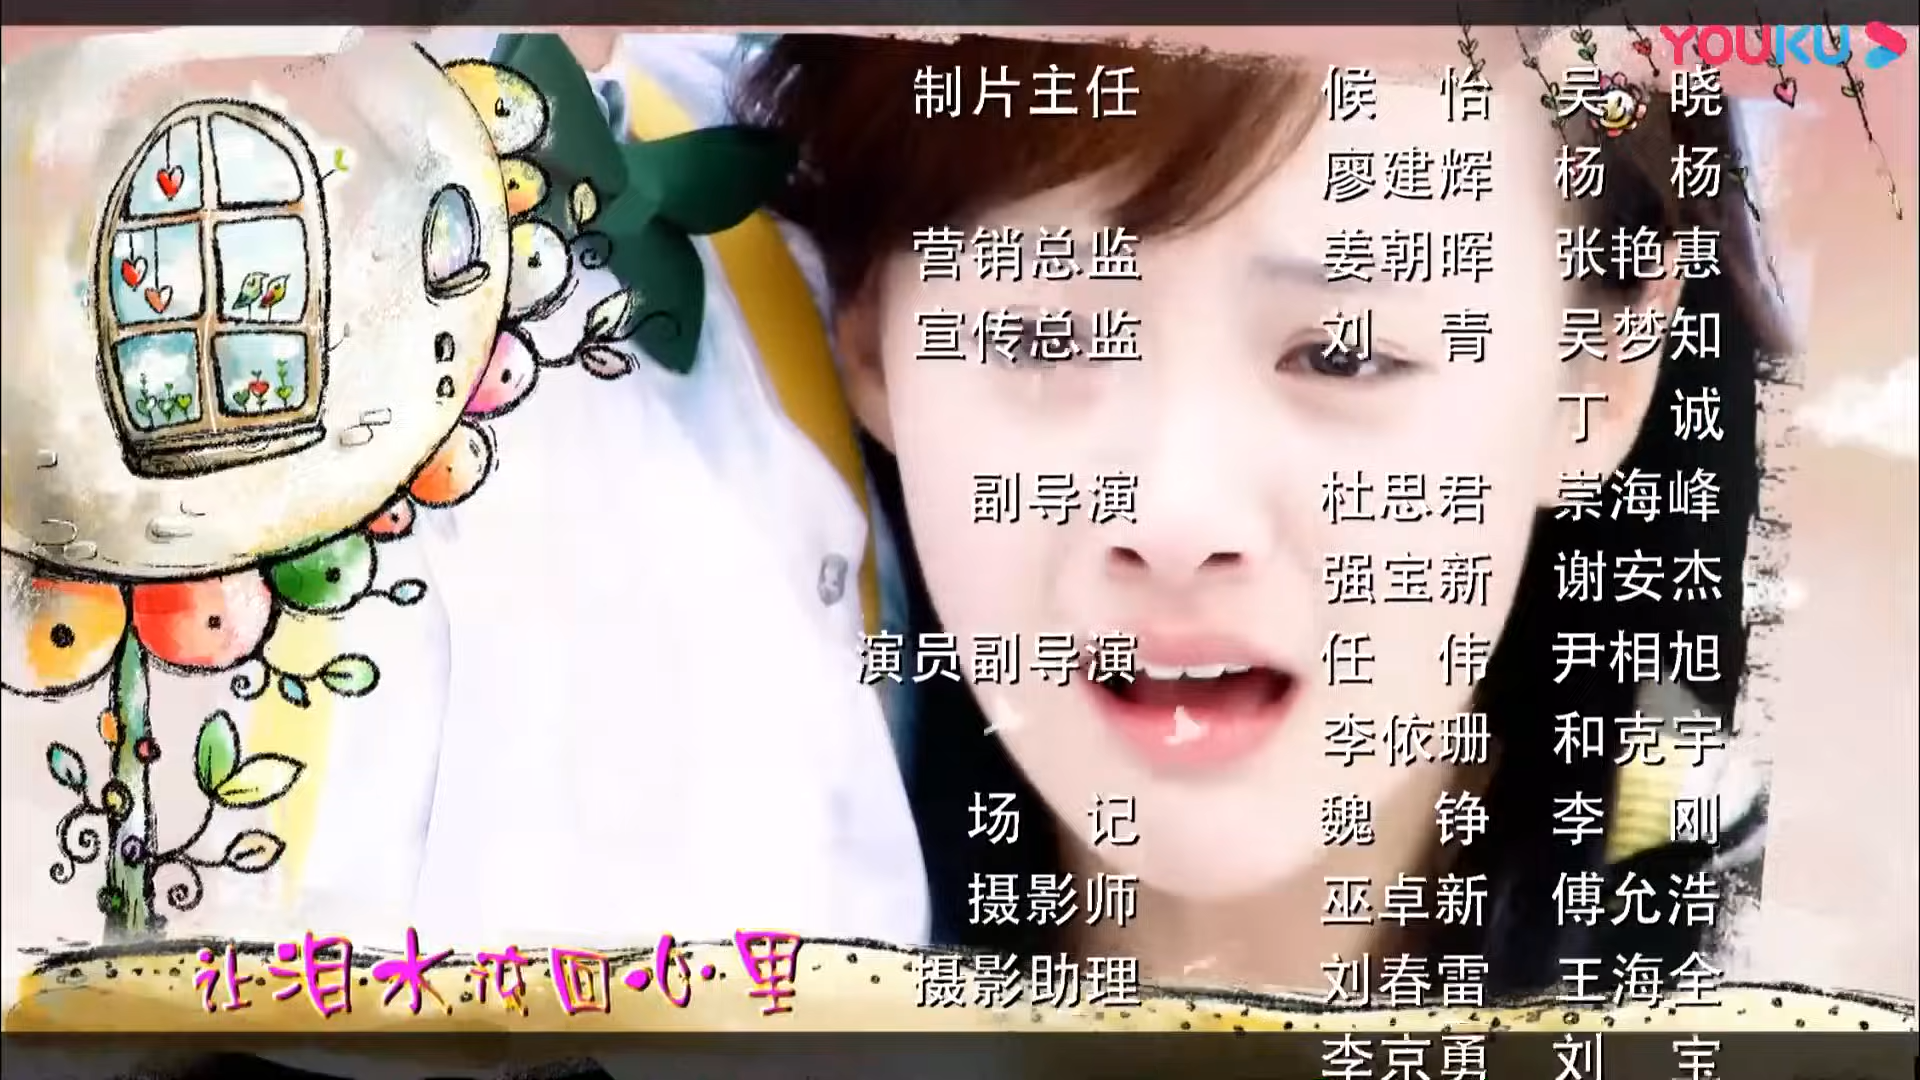 YOUKU
制片主任 候怡 吴晓
廖建辉 杨杨
营销总监 姜朝晖 张艳惠
宣传总监 刘青 吴梦知
丁诚
副导演 杜思君 崇海峰
强宝新 谢安杰
演员副导演 任伟 尹相旭
李依珊 和克宇
场记 魏铮 李刚
摄影师 巫卓新 傅允浩
摄影助理 刘春雷 王海全
李京勇 刘宝
让泪水流回心里